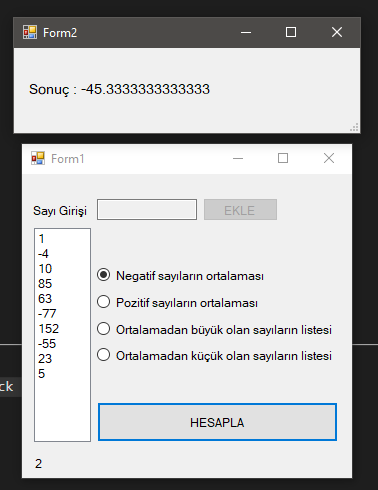 Form2
Sonuç : -45.3333333333333
Form1
Sayı Girişi
EKLE
1
-4
10
85
63
-77
152
-55
23
5
Negatif sayıların ortalaması
Pozitif sayıların ortalaması
Ortalamadan büyük olan sayıların listesi
Ortalamadan küçük olan sayıların listesi
ck
HESAPLA
2